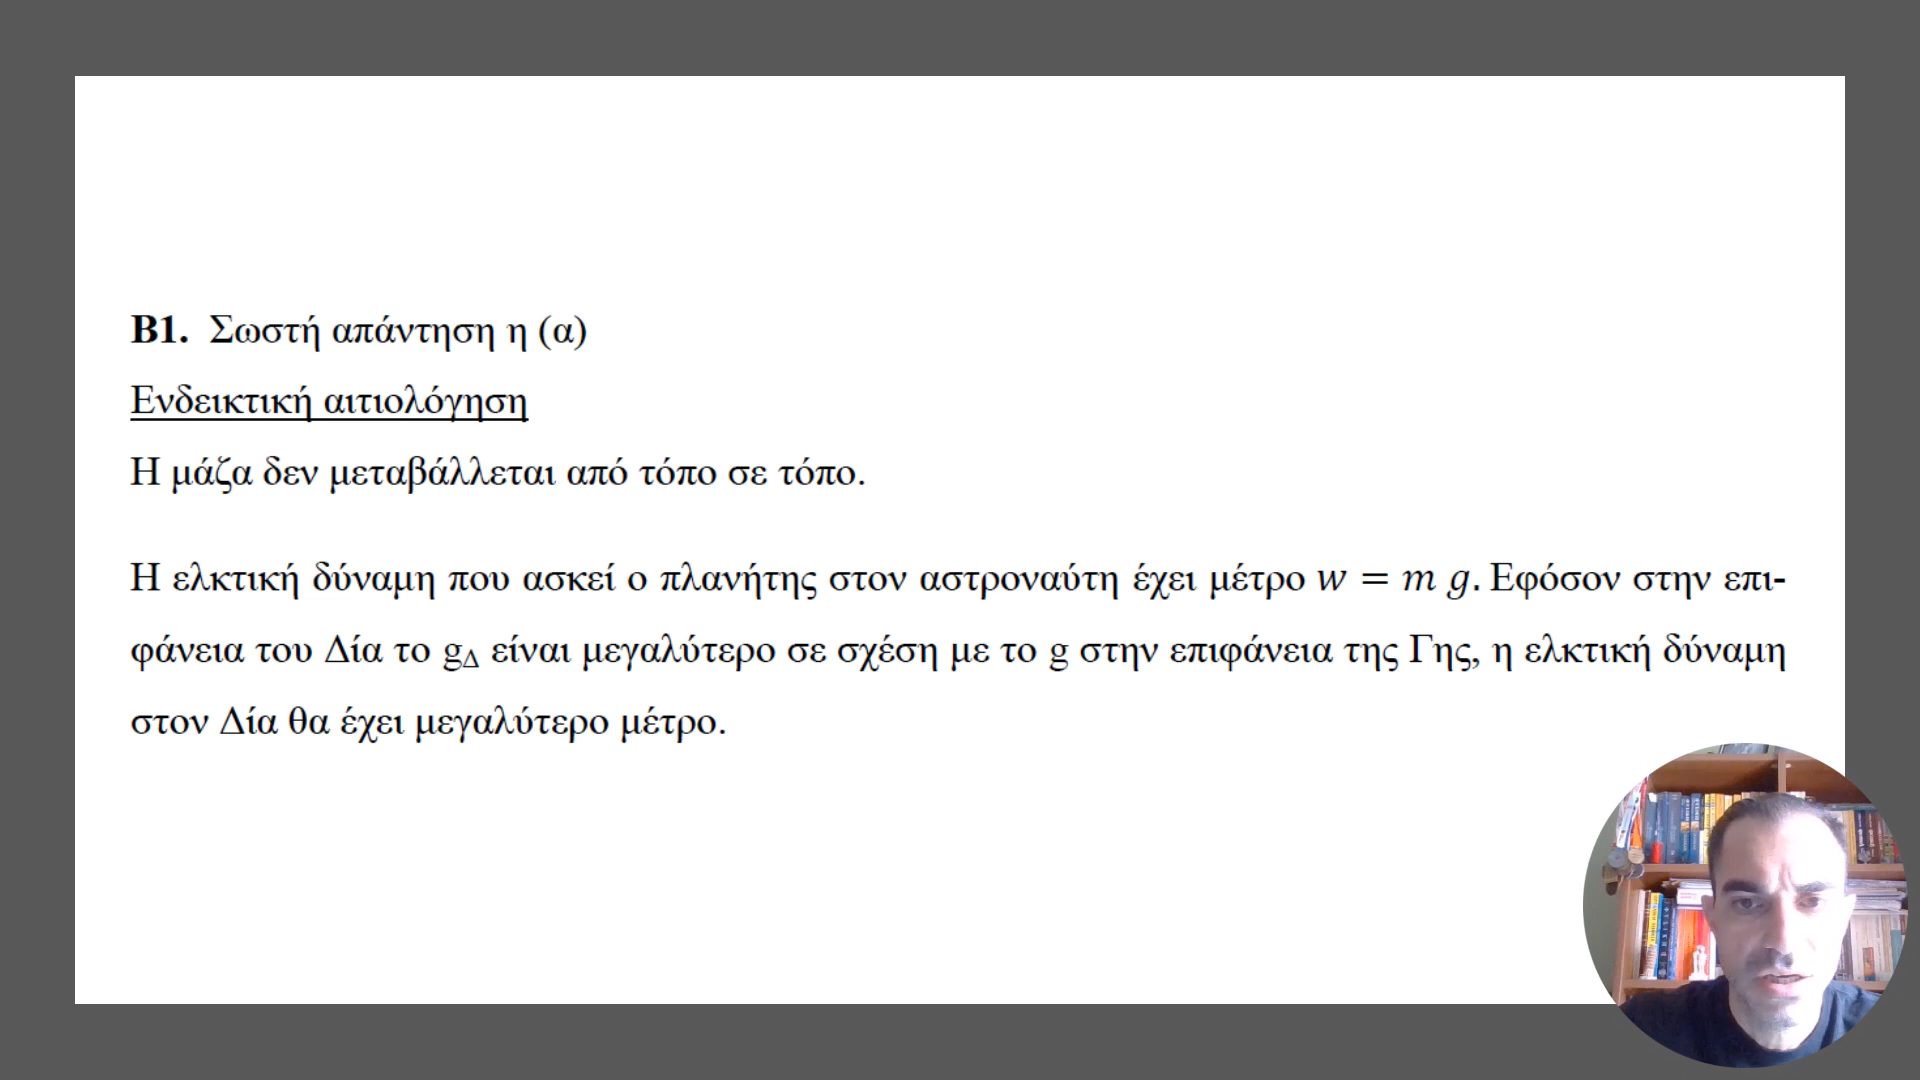 B1. Σωστή απάντηση η (α)
Ενδεικτική αιτιολόγηση
Η μάζα δεν μεταβάλλεται από τόπο σε τόπο.
Η ελκτική δύναμη που ασκεί ο πλανήτης στον αστροναύτη έχει μέτρο w = m g. Εφόσον στην επι-
φάνεια του Δία το gΔ είναι μεγαλύτερο σε σχέση με το g στην επιφάνεια της Γης, η ελκτική δύναμη
στον Δία θα έχει μεγαλύτερο μέτρο.